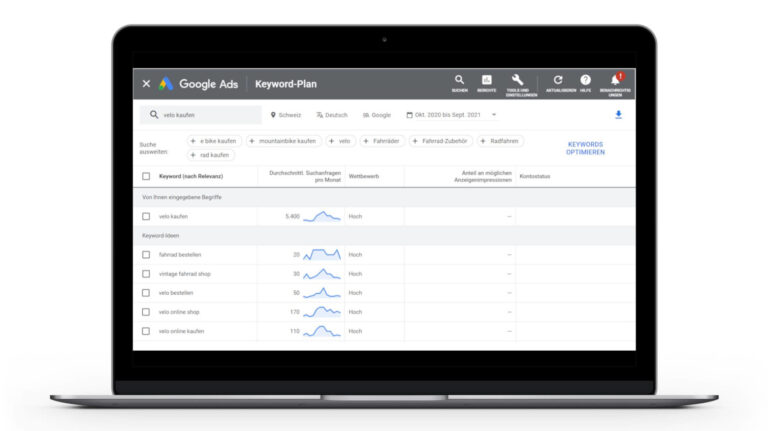 Google Ads Keyword-Plan
SUCHEN BERICHTE TOOLS UND EINSTELLUNGEN AKTUALISIEREN HILFE BENACHRICHTIGUNGEN 1
velo kaufen Schweiz Deutsch Google Okt. 2020 bis Sept. 2021
Suche ausweiten:
+ e bike kaufen + mountainbike kaufen + velo + Fahrräder + Fahrrad-Zubehör + Radfahren
+ rad kaufen
KEYWORDS OPTIMIEREN
Keyword (nach Relevanz) Durchschnittl. Suchanfragen pro Monat Wettbewerb Anteil an möglichen Anzeigenimpressionen Kontostatus
Von Ihnen eingegebene Begriffe
velo kaufen 5.400 Hoch –
Keyword-Ideen
fahrrad bestellen 20 Hoch –
vintage fahrrad shop 30 Hoch –
velo bestellen 50 Hoch –
velo online shop 170 Hoch –
velo online kaufen 110 Hoch –